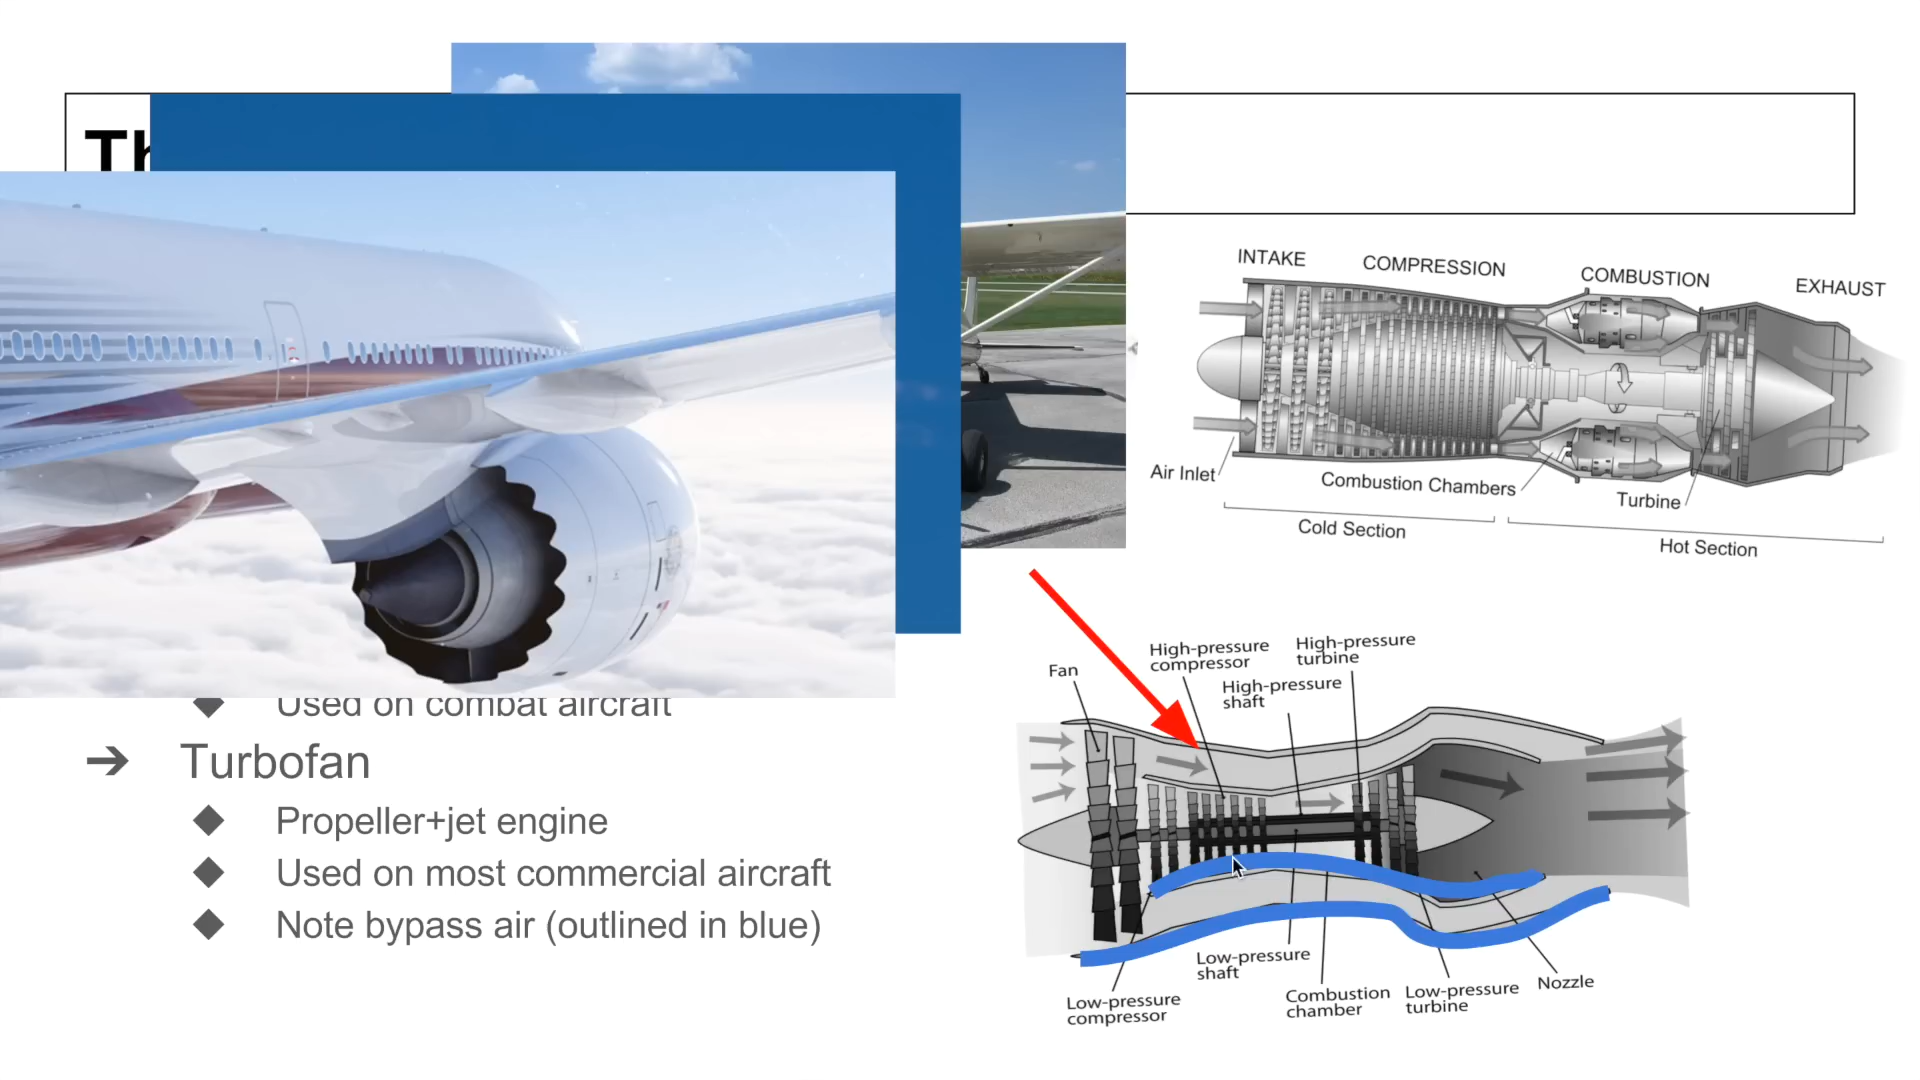 Th
INTAKE
COMPRESSION
COMBUSTION
EXHAUST
Air Inlet
Combustion Chambers
Turbine
Cold Section
Hot Section
Used on combat aircraft
➔ Turbofan
◆ Propeller+jet engine
◆ Used on most commercial aircraft
◆ Note bypass air (outlined in blue)
Fan
High-pressure
compressor
High-pressure
turbine
High-pressure
shaft
Low-pressure
shaft
Low-pressure
compressor
Combustion
chamber
Low-pressure
turbine
Nozzle